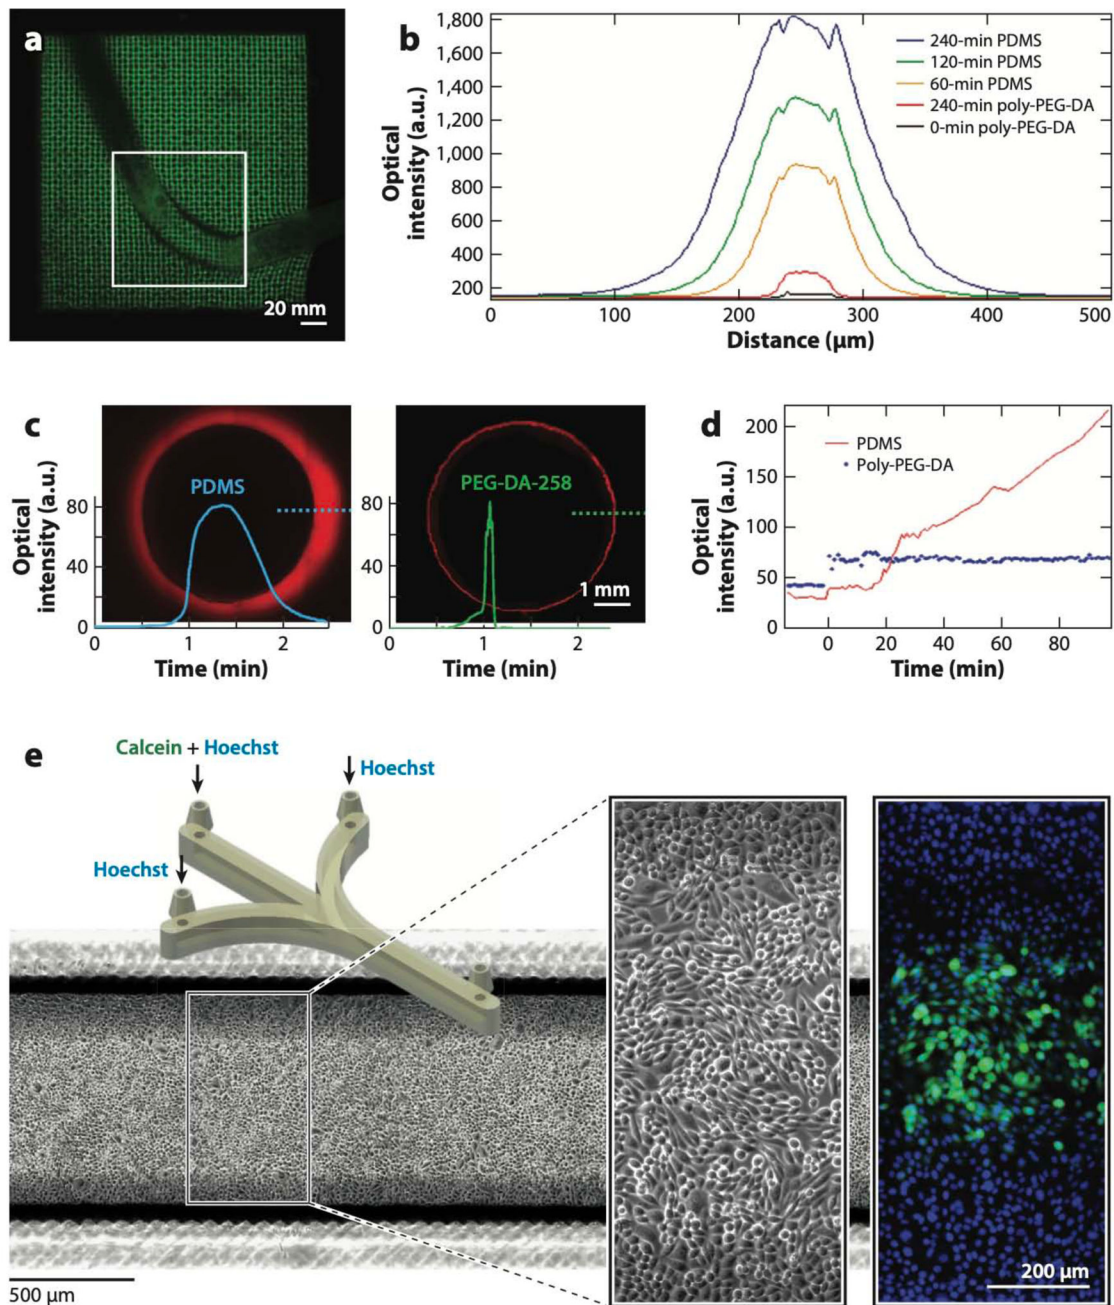 a
20 mm
b
Optical
intensity (a.u.)
1,800
1,600
1,400
1,200
1,000
800
600
400
200
240-min PDMS
120-min PDMS
60-min PDMS
240-min poly-PEG-DA
0-min poly-PEG-DA
0 100 200 300 400 500
Distance (µm)
c
Optical
intensity (a.u.)
80
40
0
PDMS
0 1 2
Time (min)
80
40
0
PEG-DA-258
1 mm
0 1 2
Time (min)
d
Optical
intensity (a.u.)
200
150
100
50
0
PDMS
Poly-PEG-DA
0 20 40 60 80
Time (min)
e
Calcein + Hoechst
Hoechst
Hoechst
500 µm
200 µm